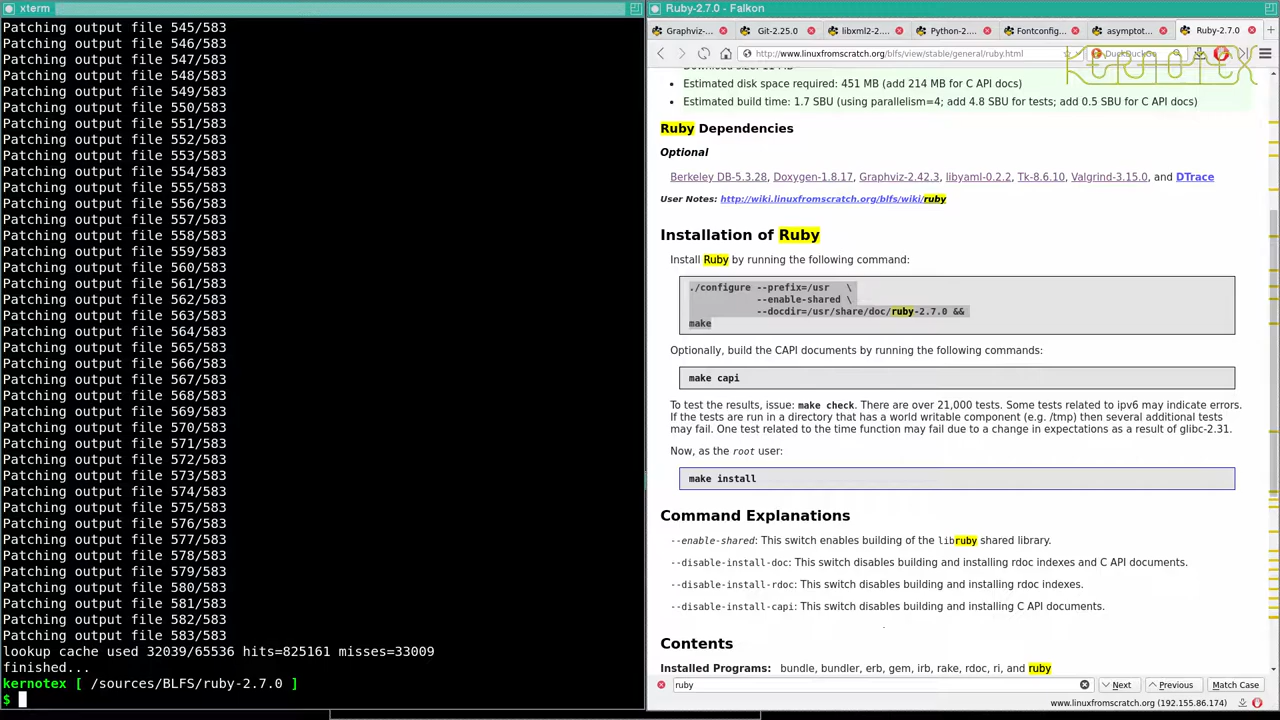 xterm
Patching output file 545/583
Patching output file 546/583
Patching output file 547/583
Patching output file 548/583
Patching output file 549/583
Patching output file 550/583
Patching output file 551/583
Patching output file 552/583
Patching output file 553/583
Patching output file 554/583
Patching output file 555/583
Patching output file 556/583
Patching output file 557/583
Patching output file 558/583
Patching output file 559/583
Patching output file 560/583
Patching output file 561/583
Patching output file 562/583
Patching output file 563/583
Patching output file 564/583
Patching output file 565/583
Patching output file 566/583
Patching output file 567/583
Patching output file 568/583
Patching output file 569/583
Patching output file 570/583
Patching output file 571/583
Patching output file 572/583
Patching output file 573/583
Patching output file 574/583
Patching output file 575/583
Patching output file 576/583
Patching output file 577/583
Patching output file 578/583
Patching output file 579/583
Patching output file 580/583
Patching output file 581/583
Patching output file 582/583
Patching output file 583/583
lookup cache used 32039/65536 hits=825161 misses=33009
finished...
kernotex [ /sources/BLFS/ruby-2.7.0 ]
$
Ruby-2.7.0 - Falkon
Graphviz-... Git-2.25.0 libxml2-2... Python-2... Fontconfig... asymptot... Ruby-2.7.0
http://www.linuxfromscratch.org/blfs/view/stable/general/ruby.html DuckDuckGo
KERNOTEX
Estimated disk space required: 451 MB (add 214 MB for C API docs)
Estimated build time: 1.7 SBU (using parallelism=4; add 4.8 SBU for tests; add 0.5 SBU for C API docs)
Ruby Dependencies
Optional
Berkeley DB-5.3.28, Doxygen-1.8.17, Graphviz-2.42.3, libyaml-0.2.2, Tk-8.6.10, Valgrind-3.15.0, and DTrace
User Notes: http://wiki.linuxfromscratch.org/blfs/wiki/ruby
Installation of Ruby
Install Ruby by running the following command:
./configure --prefix=/usr \
--enable-shared \
--docdir=/usr/share/doc/ruby-2.7.0 &&
make
Optionally, build the CAPI documents by running the following commands:
make capi
To test the results, issue: make check. There are over 21,000 tests. Some tests related to ipv6 may indicate errors.
If the tests are run in a directory that has a world writable component (e.g. /tmp) then several additional tests
may fail. One test related to the time function may fail due to a change in expectations as a result of glibc-2.31.
Now, as the root user:
make install
Command Explanations
--enable-shared: This switch enables building of the libruby shared library.
--disable-install-doc: This switch disables building and installing rdoc indexes and C API documents.
--disable-install-rdoc: This switch disables building and installing rdoc indexes.
--disable-install-capi: This switch disables building and installing C API documents.
Contents
Installed Programs: bundle, bundler, erb, gem, irb, rake, rdoc, ri, and ruby
ruby Next Previous Match Case
www.linuxfromscratch.org (192.155.86.174)